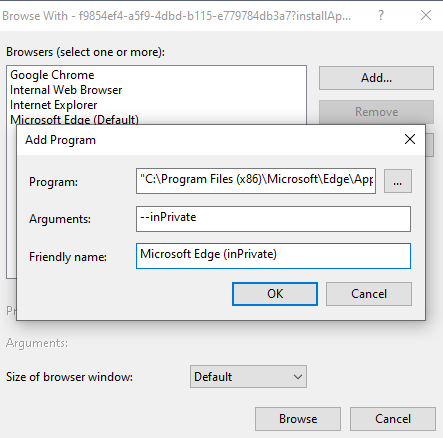 Browse With - f9854ef4-a5f9-4dbd-b115-e779784db3a7?installAp...
Browsers (select one or more):
Google Chrome
Internal Web Browser
Internet Explorer
Microsoft Edge (Default)
Add...
Remove
Add Program
Program:
"C:\Program Files (x86)\Microsoft\Edge\App
...
Arguments:
--inPrivate
Friendly name:
Microsoft Edge (inPrivate)
OK
Cancel
Arguments:
Size of browser window:
Default
Browse
Cancel